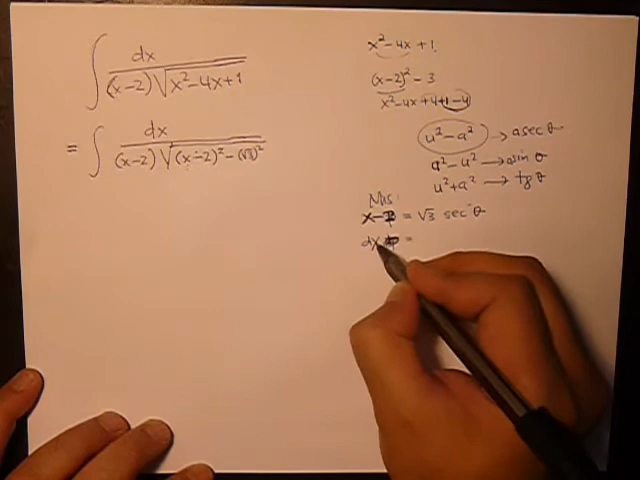 ∫ dx / (x-2)√x²-4x+1
= ∫ dx / (x-2)√(x-2)²-(√3)²
x²-4x+1
(x-2)²-3
x²-4x+4+1-4
u²-a² → a sec θ
a²-u² → a sin θ
u²+a² → tg θ
Mis:
x-2 = √3 sec θ
dx =